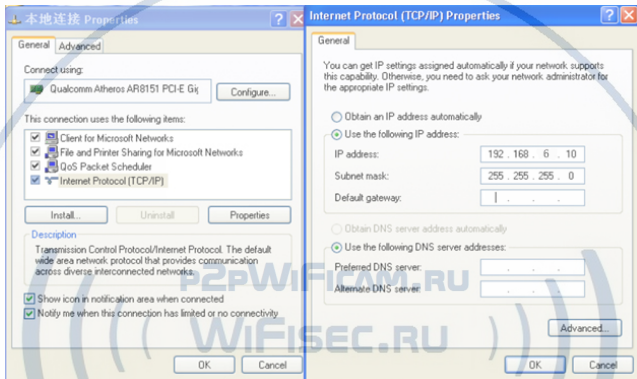 本地连接 Properties
General Advanced
Connect using:
Qualcomm Atheros AR8151 PCI-E Gig
Configure...
This connection uses the following items:
Client for Microsoft Networks
File and Printer Sharing for Microsoft Networks
QoS Packet Scheduler
Internet Protocol (TCP/IP)
Install... Uninstall Properties
Description
Transmission Control Protocol/Internet Protocol. The default
wide area network protocol that provides communication
across diverse interconnected networks.
Show icon in notification area when connected
Notify me when this connection has limited or no connectivity
OK Cancel
Internet Protocol (TCP/IP) Properties
General
You can get IP settings assigned automatically if your network supports
this capability. Otherwise, you need to ask your network administrator for
the appropriate IP settings.
Obtain an IP address automatically
Use the following IP address:
IP address: 192 . 168 . 6 . 10
Subnet mask: 255 . 255 . 255 . 0
Default gateway: . . .
Obtain DNS server address automatically
Use the following DNS server addresses:
Preferred DNS server: . . .
Alternate DNS server: . . .
Advanced...
OK Cancel
P2PWIFICAM.RU
WIFISEC.RU